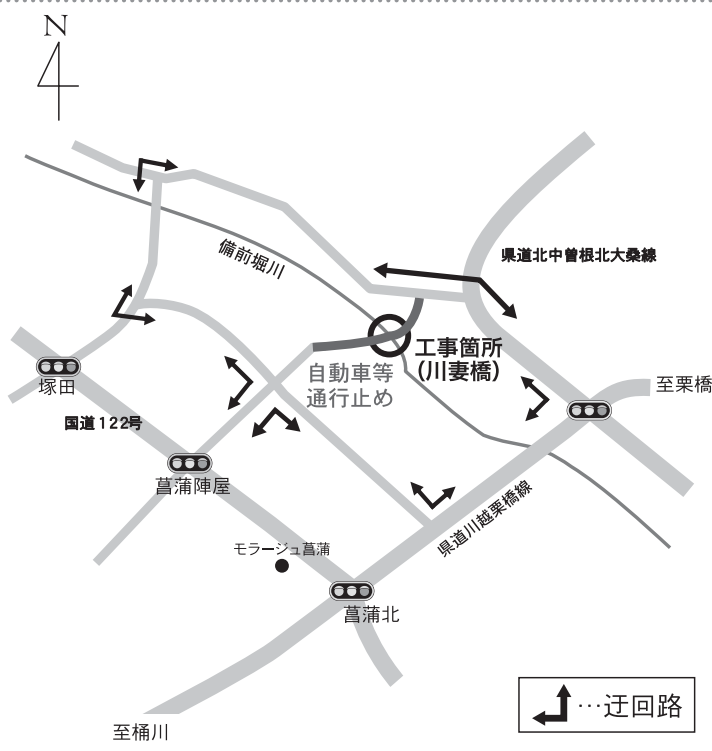 N
備前堀川
県道北中曽根北大桑線
工事箇所
(川妻橋)
自動車等
通行止め
至栗橋
塚田
国道122号
菖蒲陣屋
県道川越栗橋線
モラージュ菖蒲
菖蒲北
…迂回路
至桶川